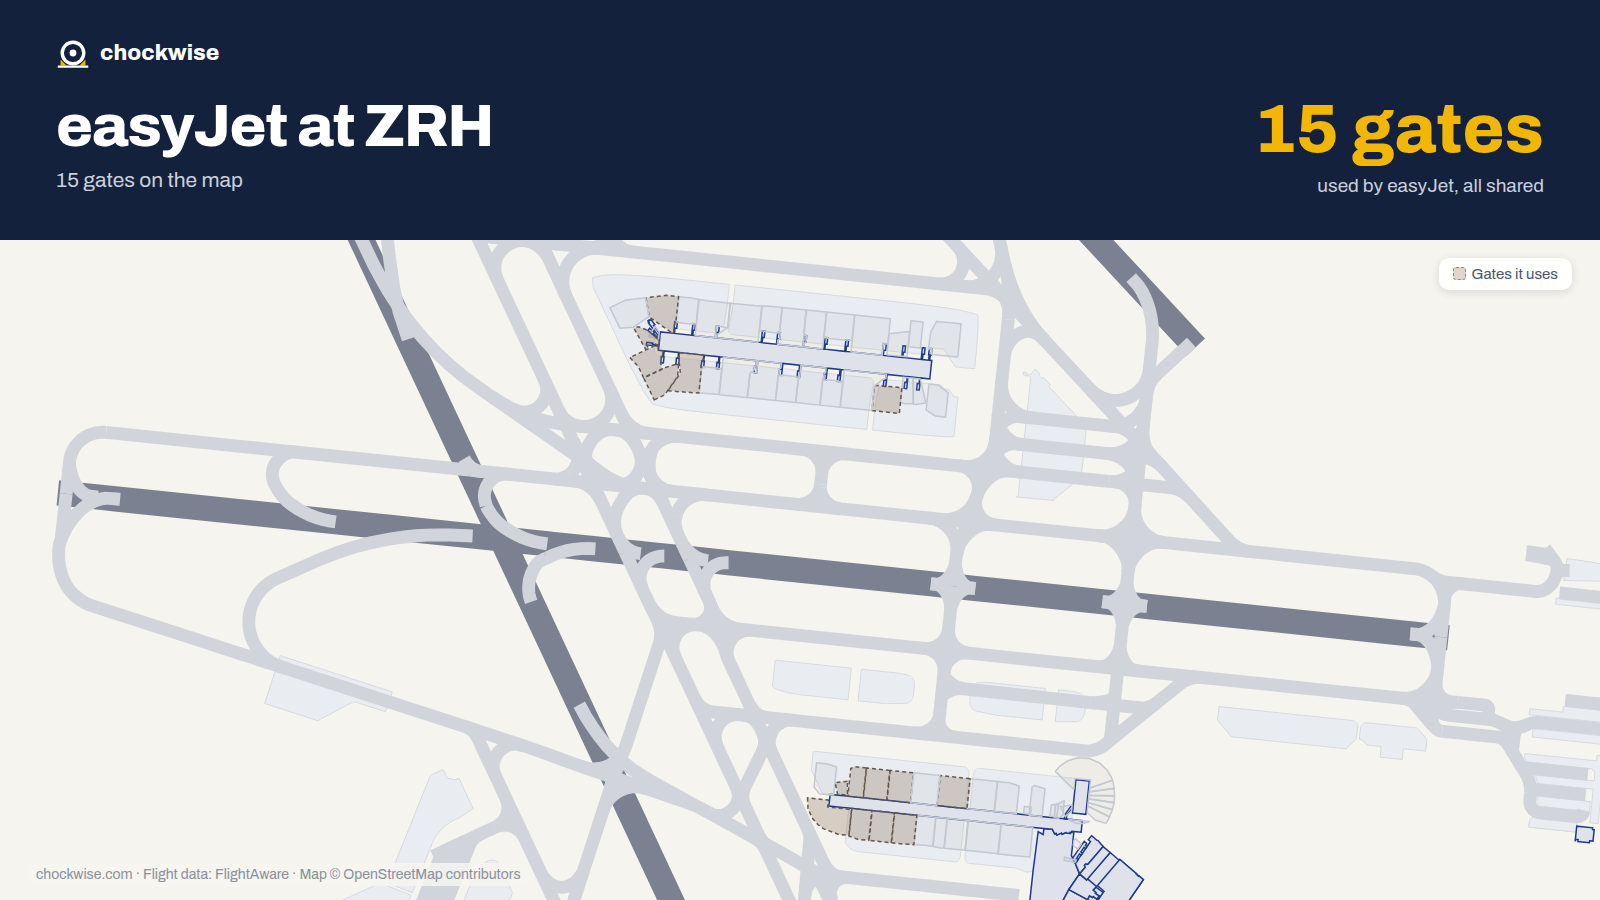 chockwise
easyJet at ZRH
15 gates on the map
15 gates
used by easyJet, all shared
Gates it uses
chockwise.com · Flight data: FlightAware · Map © OpenStreetMap contributors